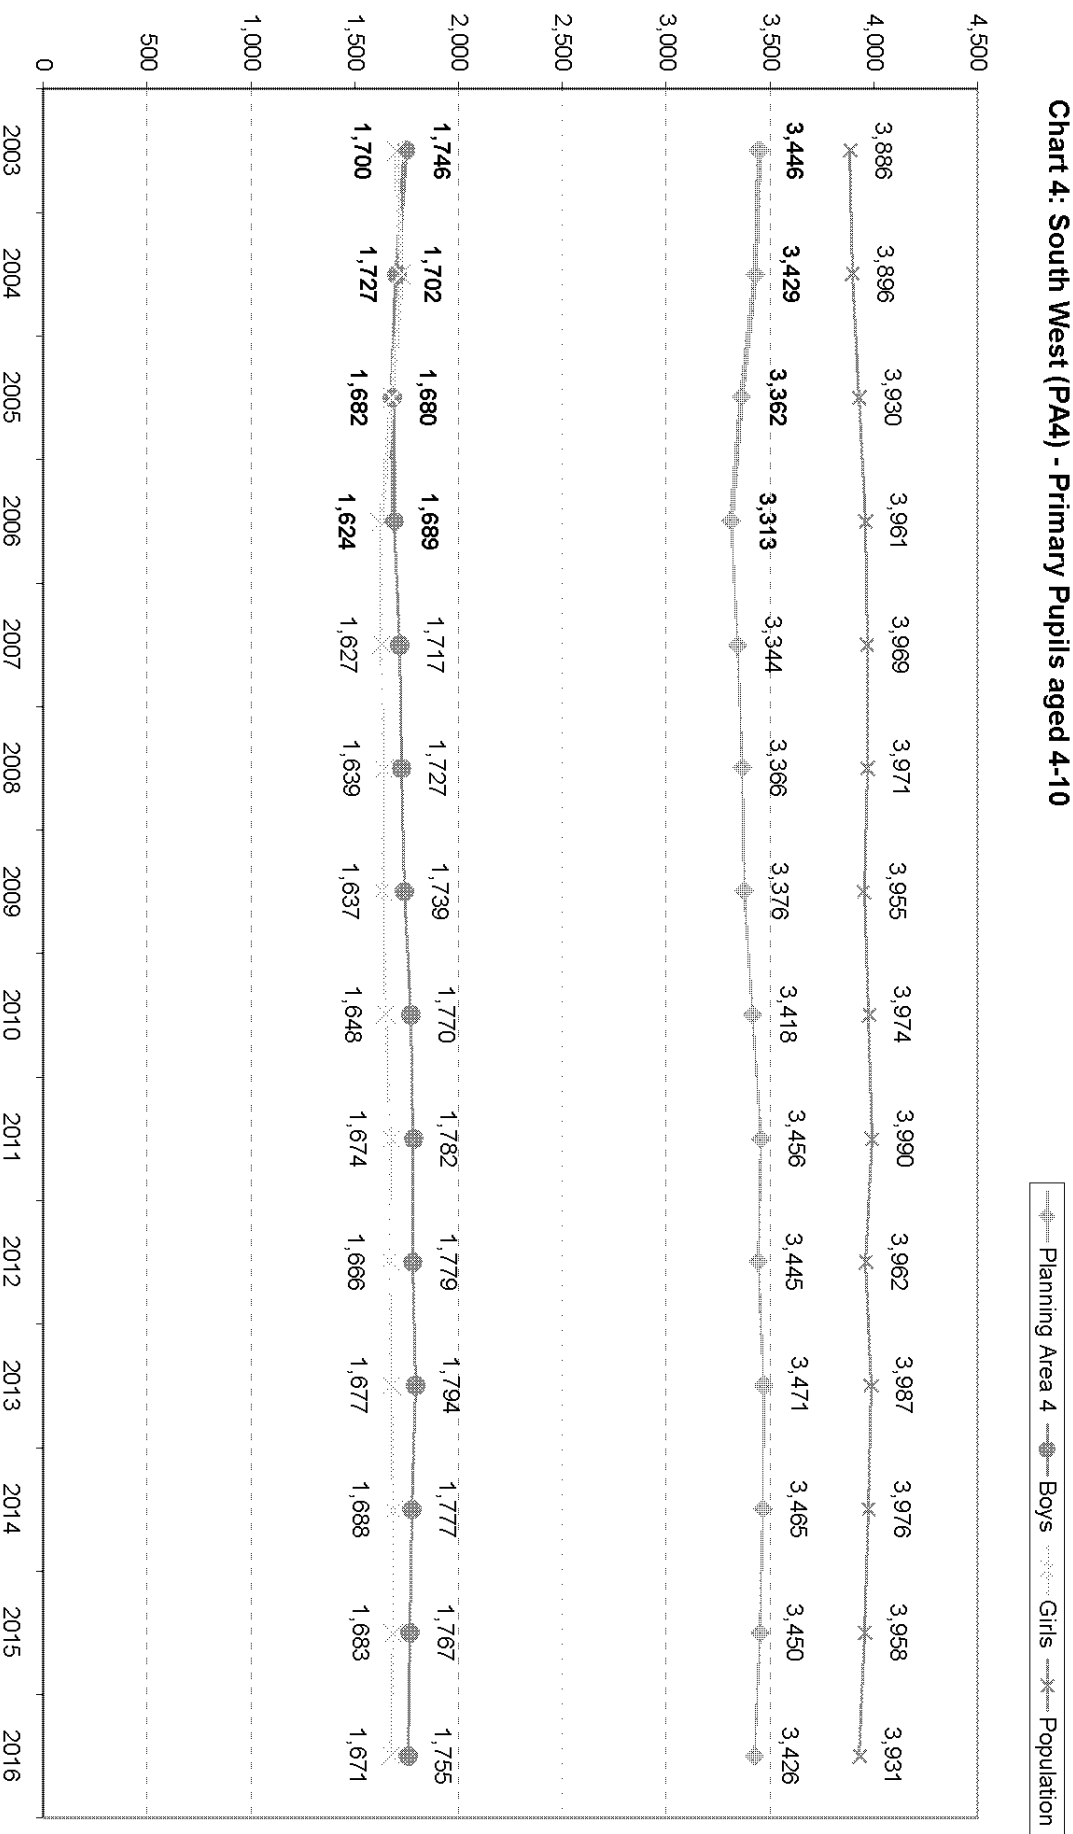 Chart 4: South West (PA4) - Primary Pupils aged 4-10
Planning Area 4 Boys Girls Population
4,500
4,000
3,500
3,000
2,500
2,000
1,500
1,000
500
0
3,886 3,896 3,930 3,961 3,969 3,971 3,955 3,974 3,990 3,962 3,987 3,976 3,958 3,931
3,446 3,429 3,362 3,313 3,344 3,366 3,376 3,418 3,456 3,445 3,471 3,465 3,450 3,426
1,746 1,702 1,680 1,689 1,717 1,727 1,739 1,770 1,782 1,779 1,794 1,777 1,767 1,755
1,700 1,727 1,682 1,624 1,627 1,639 1,637 1,648 1,674 1,666 1,677 1,688 1,683 1,671
2003 2004 2005 2006 2007 2008 2009 2010 2011 2012 2013 2014 2015 2016